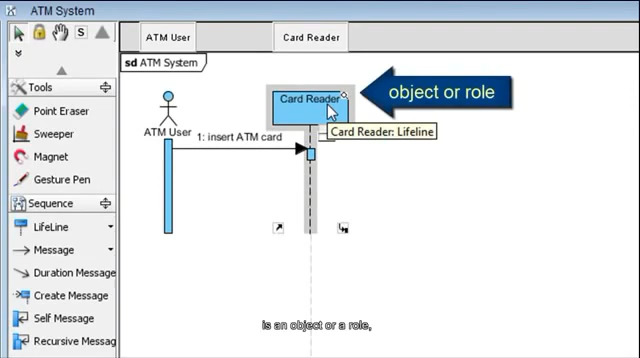 ATM System
S
ATM User
Card Reader
sd ATM System
Tools
Point Eraser
Sweeper
Magnet
Gesture Pen
Sequence
LifeLine
Message
Duration Message
Create Message
Self Message
Recursive Messag
Card Reader
object or role
ATM User
1: insert ATM card
Card Reader: Lifeline
is an object or a role,